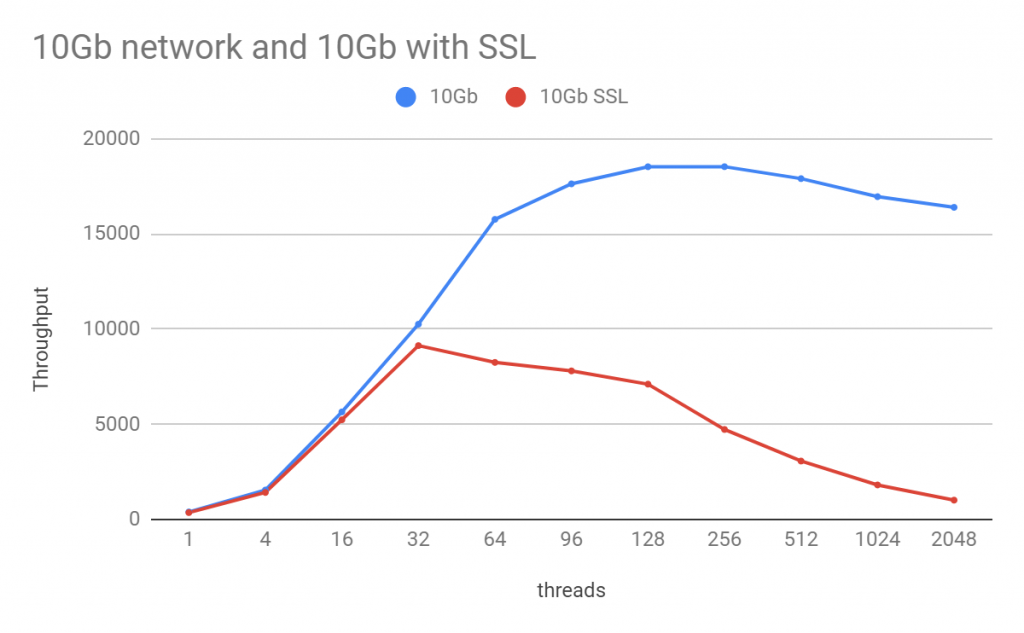 10Gb network and 10Gb with SSL
10Gb 10Gb SSL
20000
15000
10000
5000
0
Throughput
1 4 16 32 64 96 128 256 512 1024 2048
threads